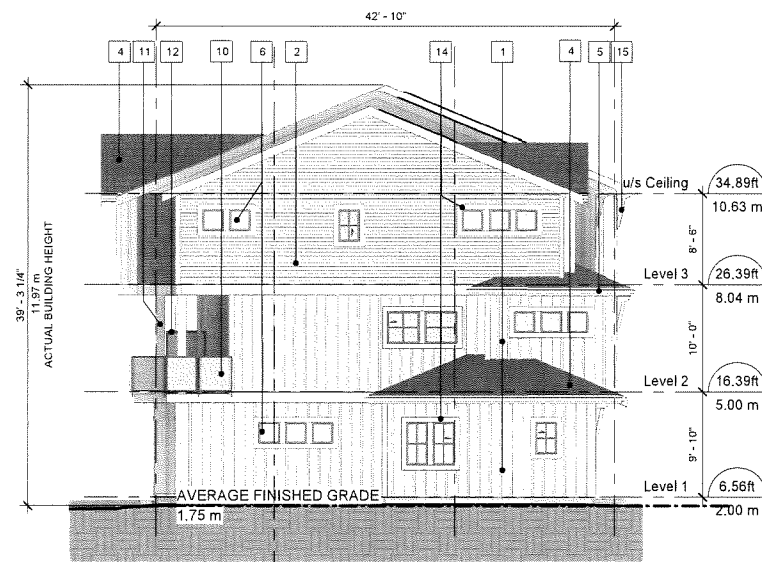 42' - 10"
4 11 12 10 6 2 14 1 4 5 15
u/s Ceiling 34.89ft
10.63 m
8' - 6"
Level 3 26.39ft
8.04 m
10' - 0"
Level 2 16.39ft
5.00 m
9' - 10"
Level 1 6.56ft
2.00 m
39' - 3 1/4"
11.97 m
ACTUAL BUILDING HEIGHT
AVERAGE FINISHED GRADE
1.75 m